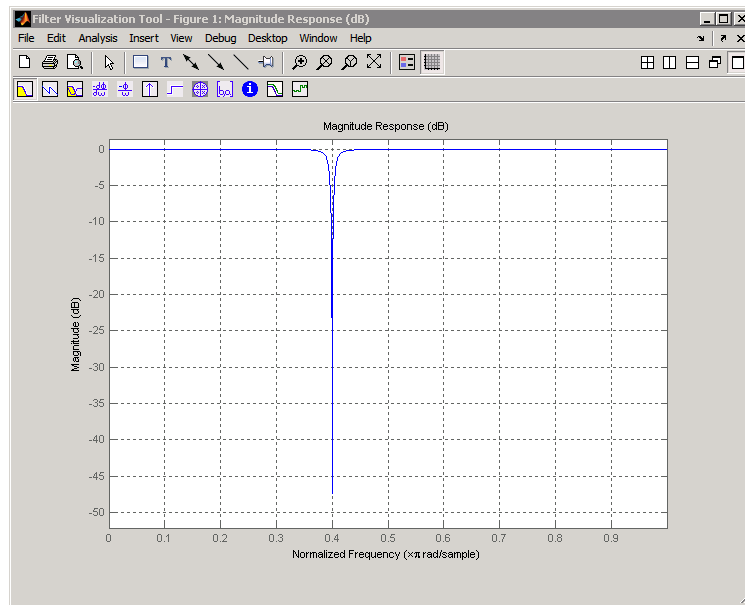 Filter Visualization Tool - Figure 1: Magnitude Response (dB)
File Edit Analysis Insert View Debug Desktop Window Help
T
[b,a]
i
Magnitude Response (dB)
0
-5
-10
-15
-20
-25
-30
-35
-40
-45
-50
Magnitude (dB)
0 0.1 0.2 0.3 0.4 0.5 0.6 0.7 0.8 0.9
Normalized Frequency (×π rad/sample)